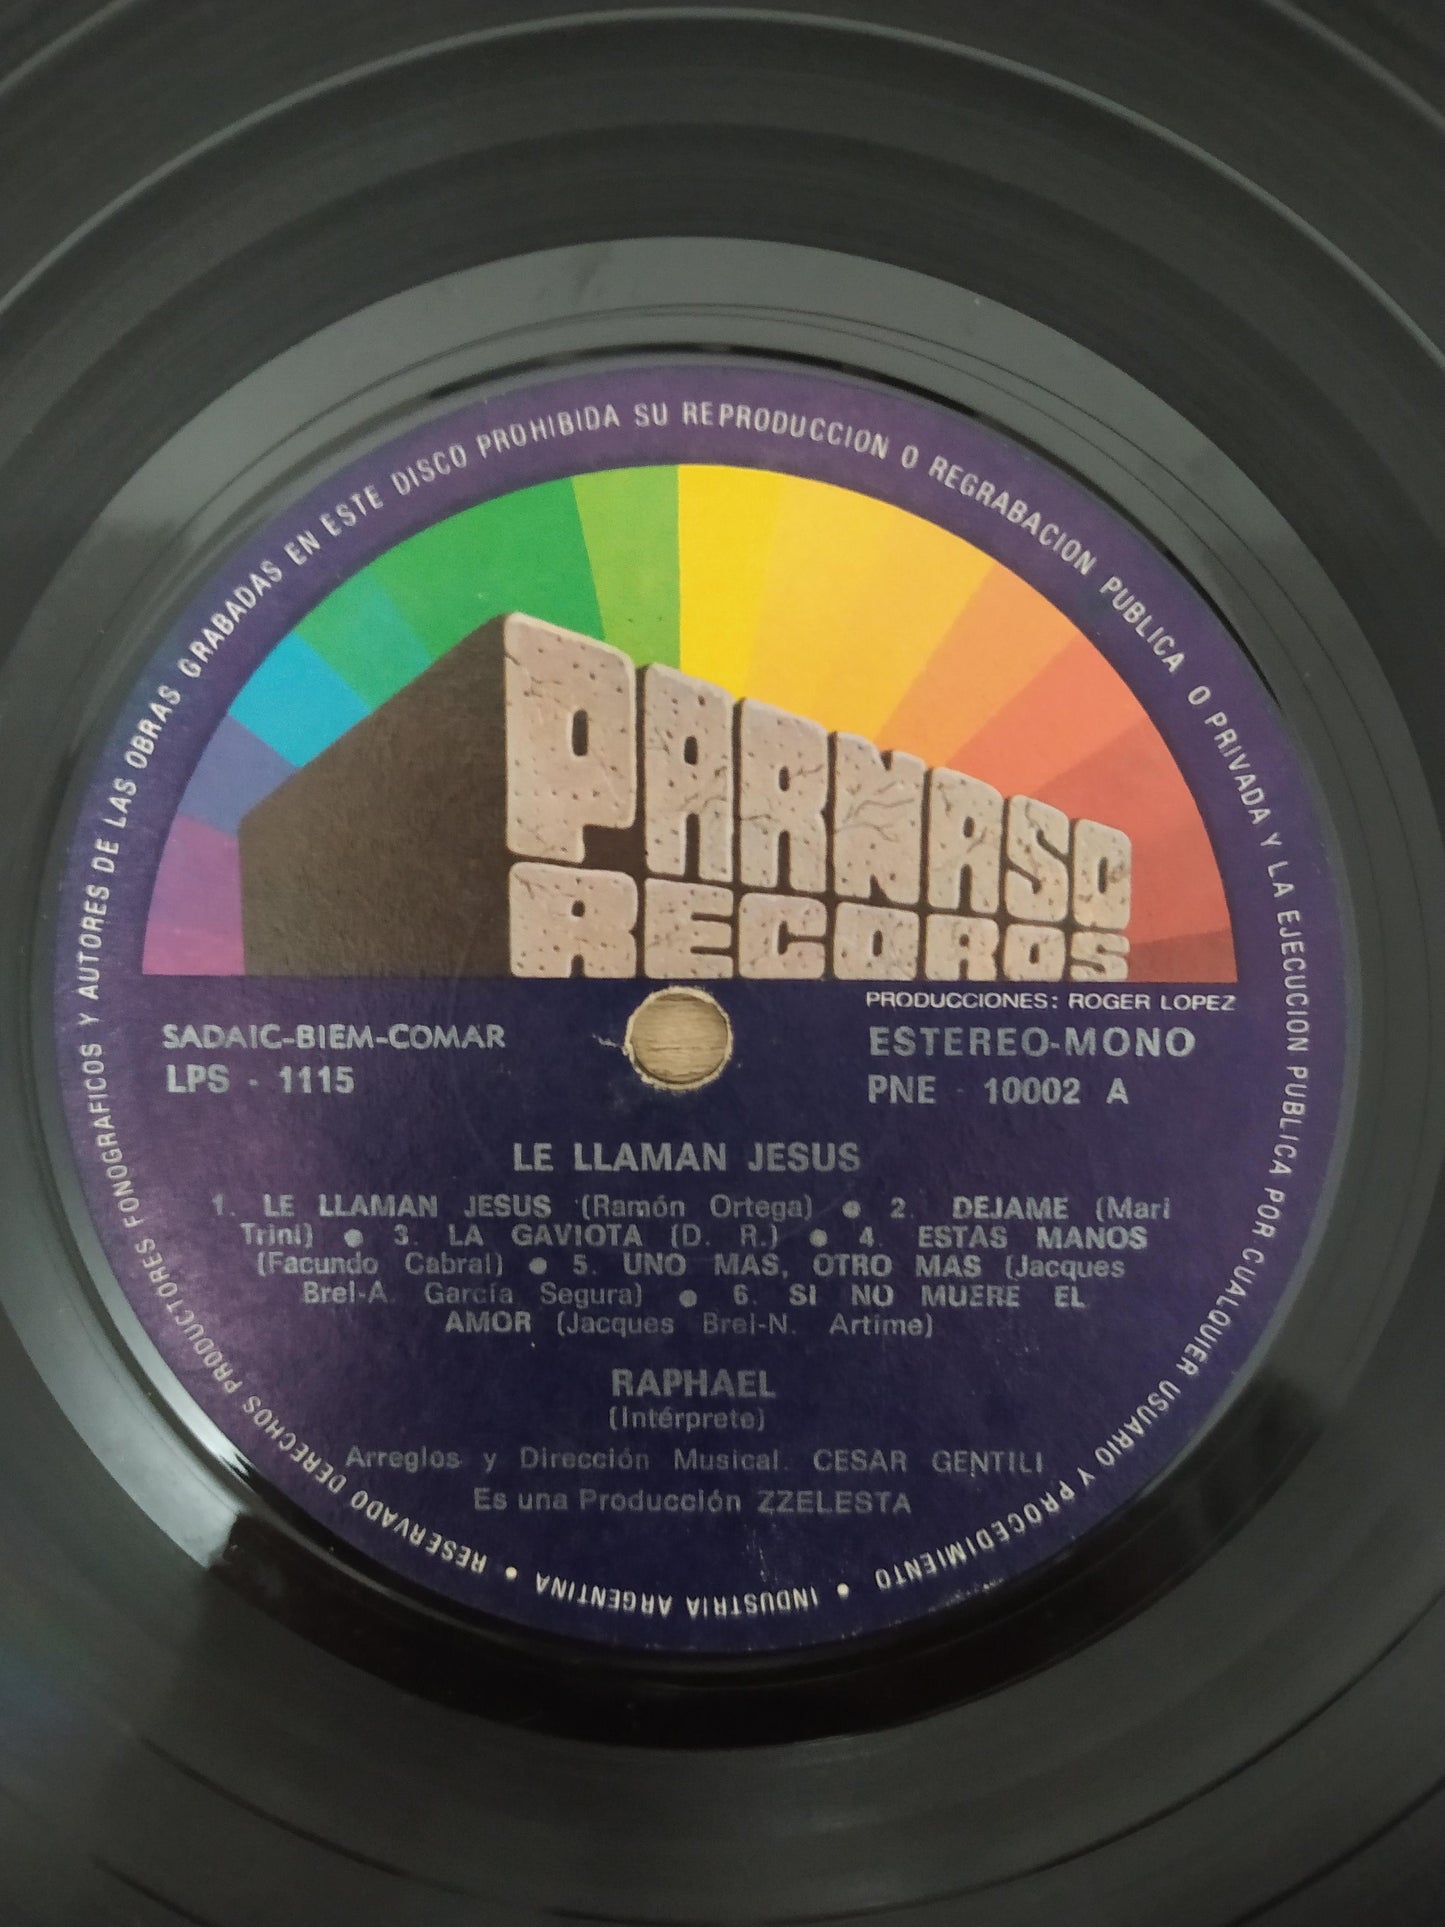 RESERVADO DERECHOS PRODUCTORES FONOGRAFICOS Y AUTORES DE LAS OBRAS GRABADAS EN ESTE DISCO PROHIBIDA SU REPRODUCCION O REGRABACION PUBLICA O PRIVADA Y LA EJECUCION PUBLICA POR CUALQUIER USUARIO Y PROCEDIMIENTO • INDUSTRIA ARGENTINA •
PARNASO
RECORDS
PRODUCCIONES: ROGER LOPEZ
SADAIC-BIEM-COMAR
LPS - 1115
ESTEREO-MONO
PNE - 10002 A
LE LLAMAN JESUS
1. LE LLAMAN JESUS (Ramón Ortega) ● 2. DEJAME (Mari
Trini) ● 3. LA GAVIOTA (D. R.) ● 4. ESTAS MANOS
(Facundo Cabral) ● 5. UNO MAS, OTRO MAS (Jacques
Brel-A. García Segura) ● 6. SI NO MUERE EL
AMOR (Jacques Brel-N. Artime)
RAPHAEL
(Intérprete)
Arreglos y Dirección Musical. CESAR GENTILI
Es una Producción ZZELESTA